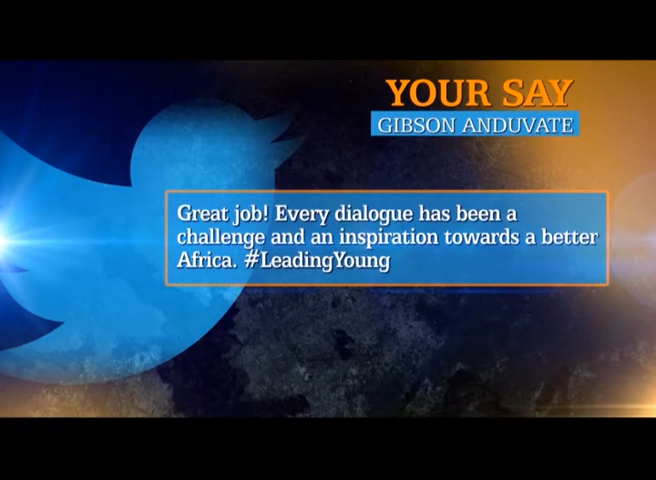 YOUR SAY
GIBSON ANDUVATE
Great job! Every dialogue has been a
challenge and an inspiration towards a better
Africa. #LeadingYoung